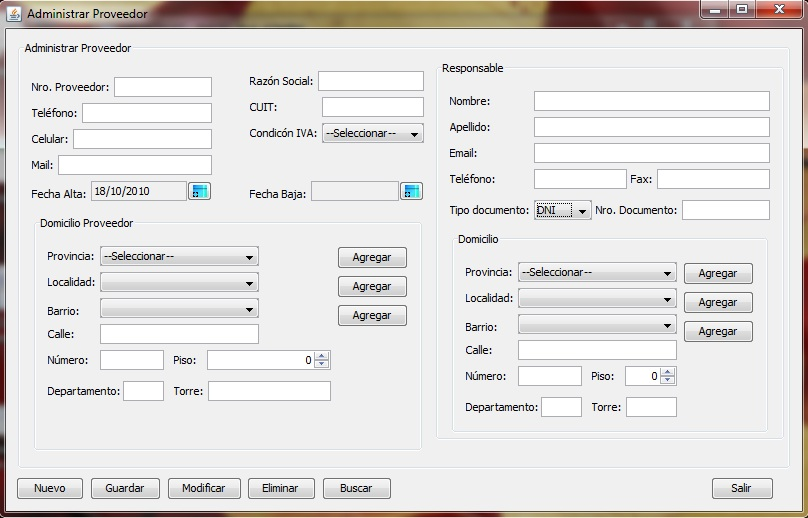 Administrar Proveedor
Administrar Proveedor
Nro. Proveedor:
Razón Social:
Teléfono:
CUIT:
Celular:
Condicón IVA: --Seleccionar--
Mail:
Fecha Alta: 18/10/2010
Fecha Baja:
Domicilio Proveedor
Provincia: --Seleccionar-- Agregar
Localidad: Agregar
Barrio: Agregar
Calle:
Número: Piso: 0
Departamento: Torre:
Responsable
Nombre:
Apellido:
Email:
Teléfono: Fax:
Tipo documento: DNI Nro. Documento:
Domicilio
Provincia: --Seleccionar-- Agregar
Localidad: Agregar
Barrio: Agregar
Calle:
Número: Piso: 0
Departamento: Torre:
Nuevo Guardar Modificar Eliminar Buscar Salir